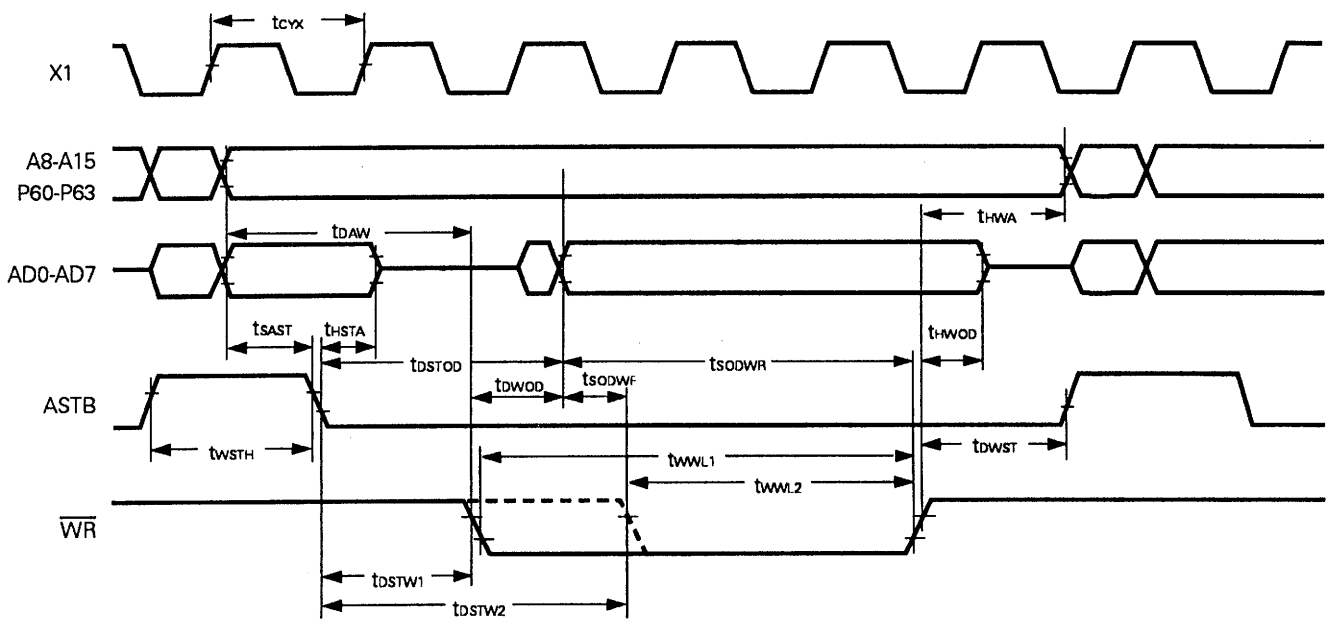 tCYX
X1
A8-A15
P60-P63
tHWA
tDAW
AD0-AD7
tSAST
tHSTA
tHWOD
tDSTOD
tSODWR
tDWOD
tSODWF
ASTB
tWSTH
tDWST
tWWL1
tWWL2
WR
tDSTW1
tDSTW2